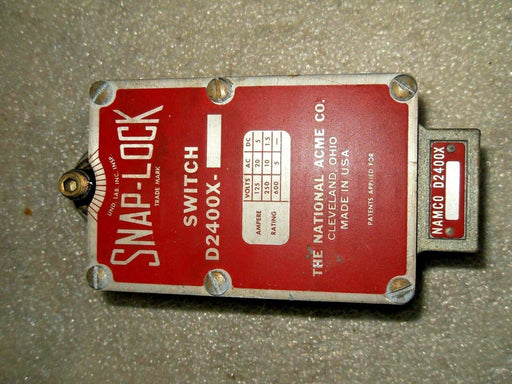 UND. LAB. INC. INSP.
SNAP-LOCK
TRADE MARK
SWITCH
D2400X-
VOLTS AC DC
AMPERE 125 20 5
250 10 1.5
RATING 600 5 —
THE NATIONAL ACME CO.
CLEVELAND, OHIO
MADE IN USA
PATENTS APPLIED FOR
NAMCO D2400X